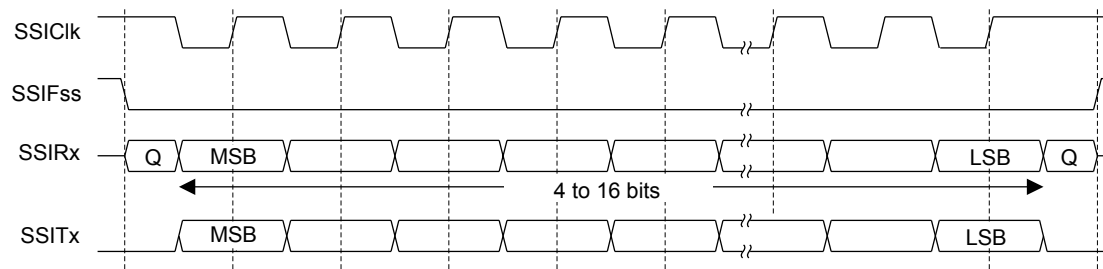 SSIClk
SSIFss
SSIRx Q MSB LSB Q
4 to 16 bits
SSITx MSB LSB